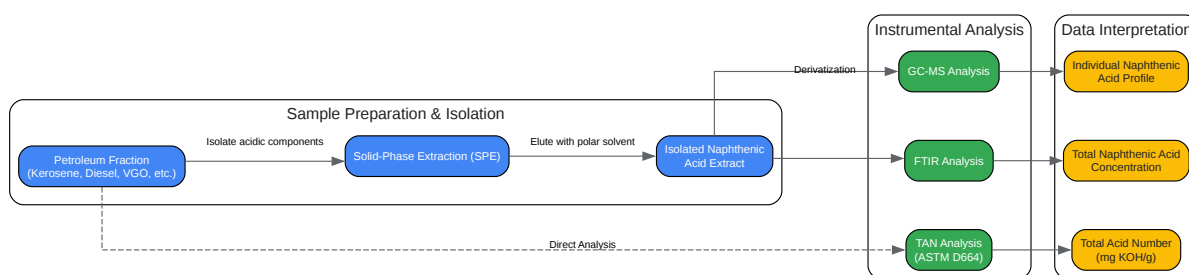 Instrumental Analysis
Data Interpretation
Derivatization
GC-MS Analysis
Individual Naphthenic
Acid Profile
Sample Preparation & Isolation
Isolate acidic components
Elute with polar solvent
Petroleum Fraction
(Kerosene, Diesel, VGO, etc.)
Solid-Phase Extraction (SPE)
Isolated Naphthenic
Acid Extract
FTIR Analysis
Total Naphthenic Acid
Concentration
Direct Analysis
TAN Analysis
(ASTM D664)
Total Acid Number
(mg KOH/g)